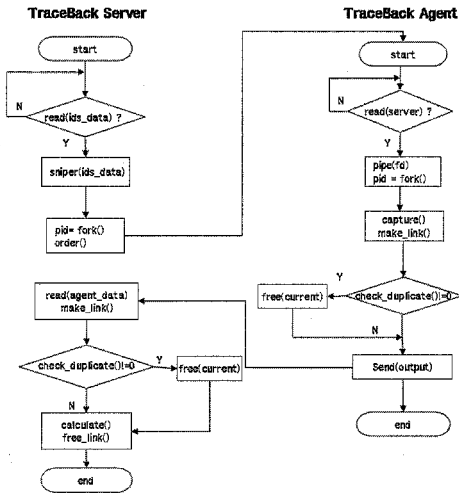 TraceBack Server
start
N
read(ids_data) ?
Y
sniper(ids_data)
pid= fork()
order()
read(agent_data)
make_link()
check_duplicate()!=0
Y
free(current)
N
calculate()
free_link()
end
TraceBack Agent
start
N
read(server) ?
Y
pipe(fd)
pid = fork()
capture()
make_link()
Y
check_duplicate()!=0
free(current)
N
Send(output)
end